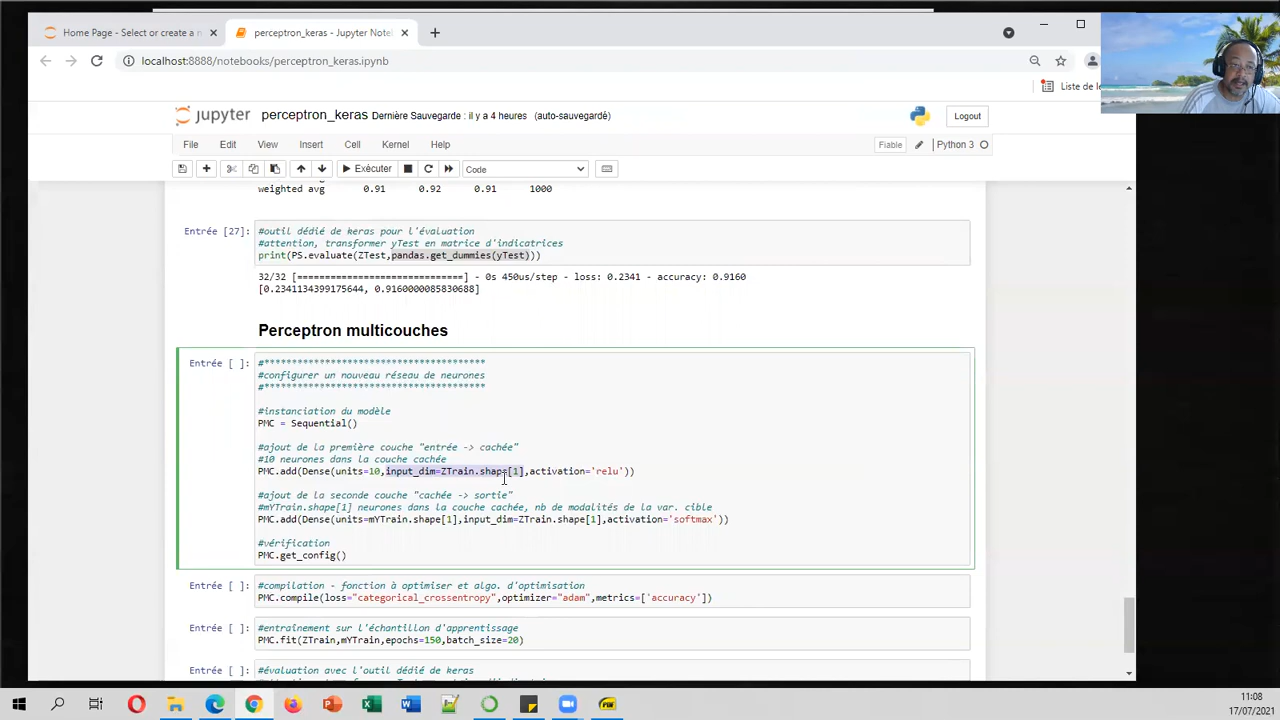 Home Page - Select or create a n
perceptron_keras - Jupyter Note
localhost:8888/notebooks/perceptron_keras.ipynb
Liste de le
jupyter perceptron_keras Dernière Sauvegarde : il y a 4 heures (auto-sauvegardé)
Logout
File Edit View Insert Cell Kernel Help
Fiable Python 3
Exécuter Code
weighted avg 0.91 0.92 0.91 1000
Entrée [27]: #outil dédié de keras pour l'évaluation
#attention, transformer yTest en matrice d'indicatrices
print(PS.evaluate(ZTest,pandas.get_dummies(yTest)))
32/32 [==============================] - 0s 450us/step - loss: 0.2341 - accuracy: 0.9160
[0.2341134399175644, 0.9160000085830688]
Perceptron multicouches
Entrée [ ]: #****************************************
#configurer un nouveau réseau de neurones
#****************************************
#instanciation du modèle
PMC = Sequential()
#ajout de la première couche "entrée -> cachée"
#10 neurones dans la couche cachée
PMC.add(Dense(units=10,input_dim=ZTrain.shape[1],activation='relu'))
#ajout de la seconde couche "cachée -> sortie"
#mYTrain.shape[1] neurones dans la couche cachée, nb de modalités de la var. cible
PMC.add(Dense(units=mYTrain.shape[1],input_dim=ZTrain.shape[1],activation='softmax'))
#vérification
PMC.get_config()
Entrée [ ]: #compilation - fonction à optimiser et algo. d'optimisation
PMC.compile(loss="categorical_crossentropy",optimizer="adam",metrics=['accuracy'])
Entrée [ ]: #entraînement sur l'échantillon d'apprentissage
PMC.fit(ZTrain,mYTrain,epochs=150,batch_size=20)
Entrée [ ]: #évaluation avec l'outil dédié de keras
11:08
17/07/2021